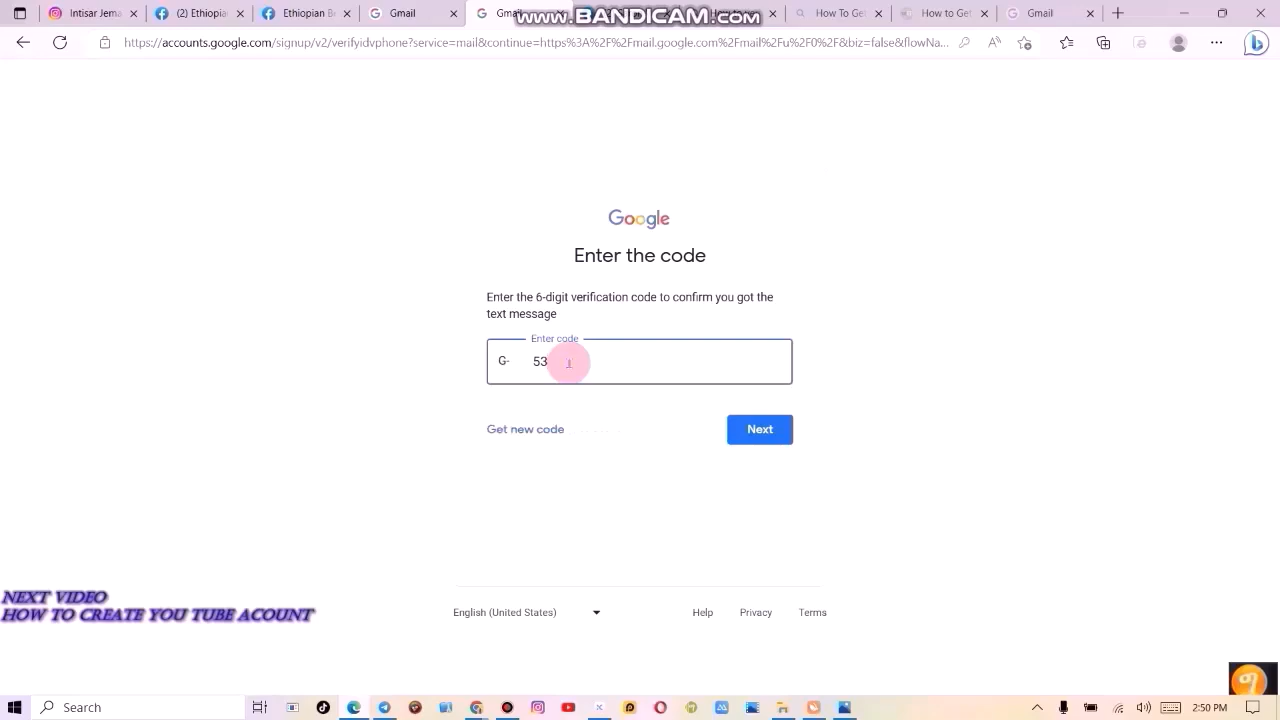 Intisar Jema
(2) Ethiopia
Ethiopian B
Gmail
Gmai
www.BANDICAM.com
How To C
How to Get
Gmail
https://accounts.google.com/signup/v2/verifyidvphone?service=mail&continue=https%3A%2F%2Fmail.google.com%2Fmail%2Fu%2F0%2F&biz=false&flowNa...
Google
Enter the code
Enter the 6-digit verification code to confirm you got the
text message
Enter code
G- 53
Get new code
Next
English (United States)
Help Privacy Terms
NEXT VIDEO
HOW TO CREATE YOU TUBE ACOUNT
Search
2:50 PM